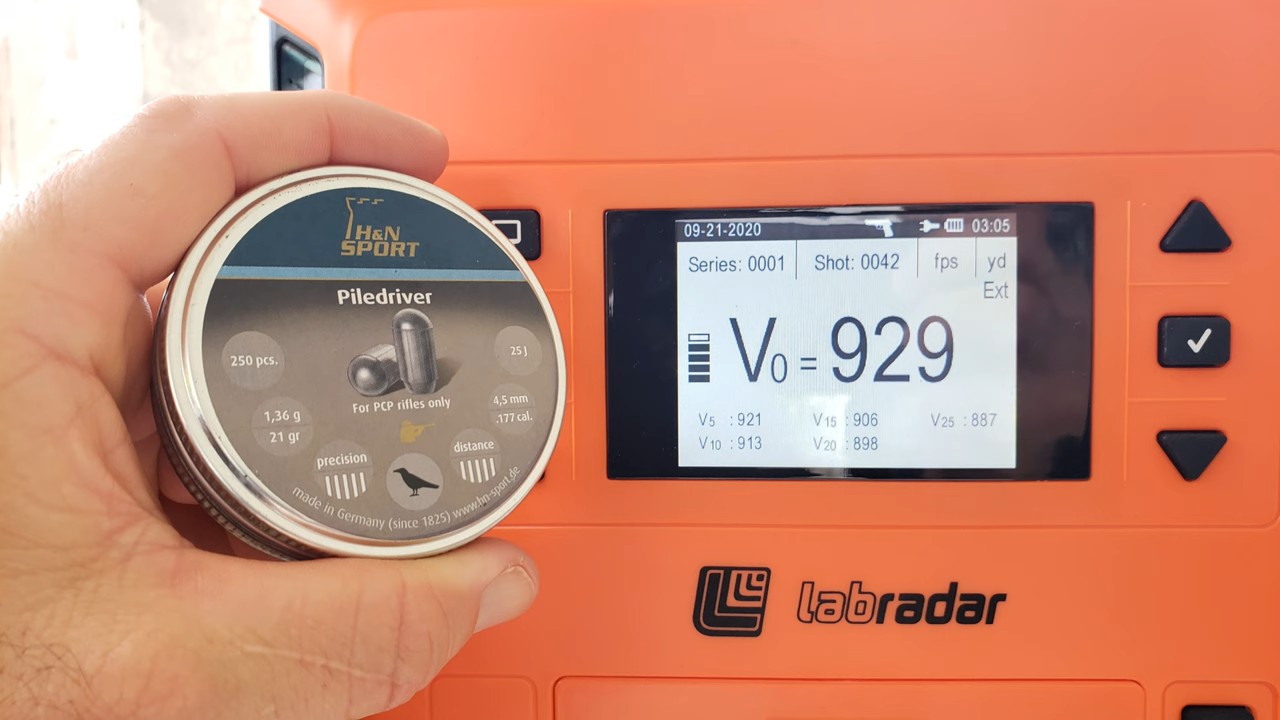 H&N
SPORT
Piledriver
250 pcs.
25 J
For PCP rifles only
4,5 mm
.177 cal.
1,36 g
21 gr
precision
distance
made in Germany (since 1825) www.hn-sport.de
09-21-2020
03:05
Series: 0001
Shot: 0042
fps
yd
Ext
V0 = 929
V5 : 921
V15 : 906
V25 : 887
V10 : 913
V20 : 898
labradar